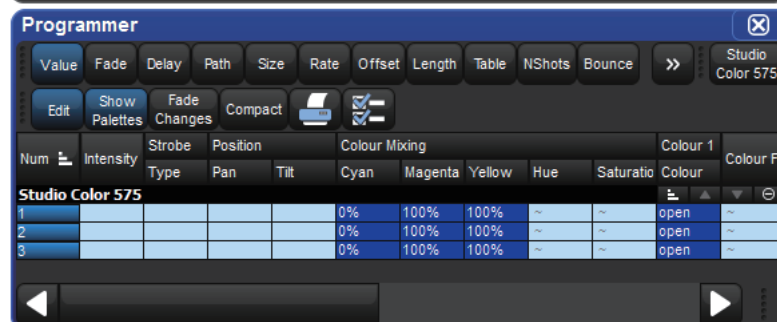 Programmer
Value Fade Delay Path Size Rate Offset Length Table NShots Bounce » Studio Color 575
Edit Show Palettes Fade Changes Compact
Num Intensity Strobe Position Colour Mixing Colour 1 Colour F
Type Pan Tilt Cyan Magenta Yellow Hue Saturatio Colour
Studio Color 575
1 0% 100% 100% ~ ~ open ~
2 0% 100% 100% ~ ~ open ~
3 0% 100% 100% ~ ~ open ~